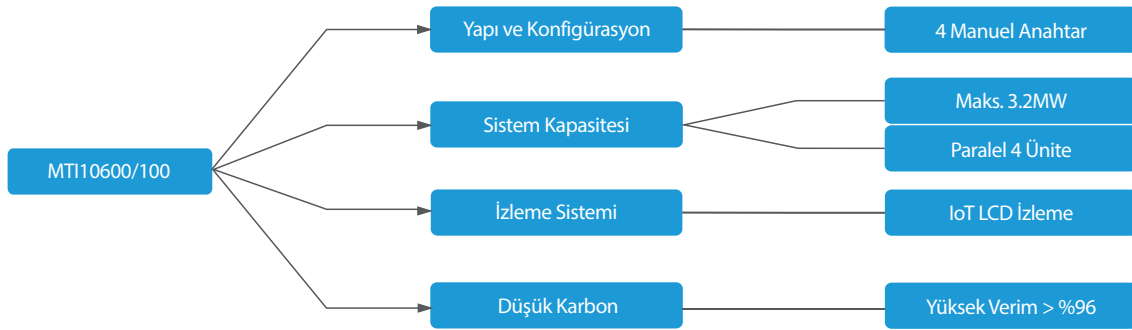 MTI10600/100
Yapı ve Konfigürasyon
4 Manuel Anahtar
Sistem Kapasitesi
Maks. 3.2MW
Paralel 4 Ünite
İzleme Sistemi
IoT LCD İzleme
Düşük Karbon
Yüksek Verim > %96